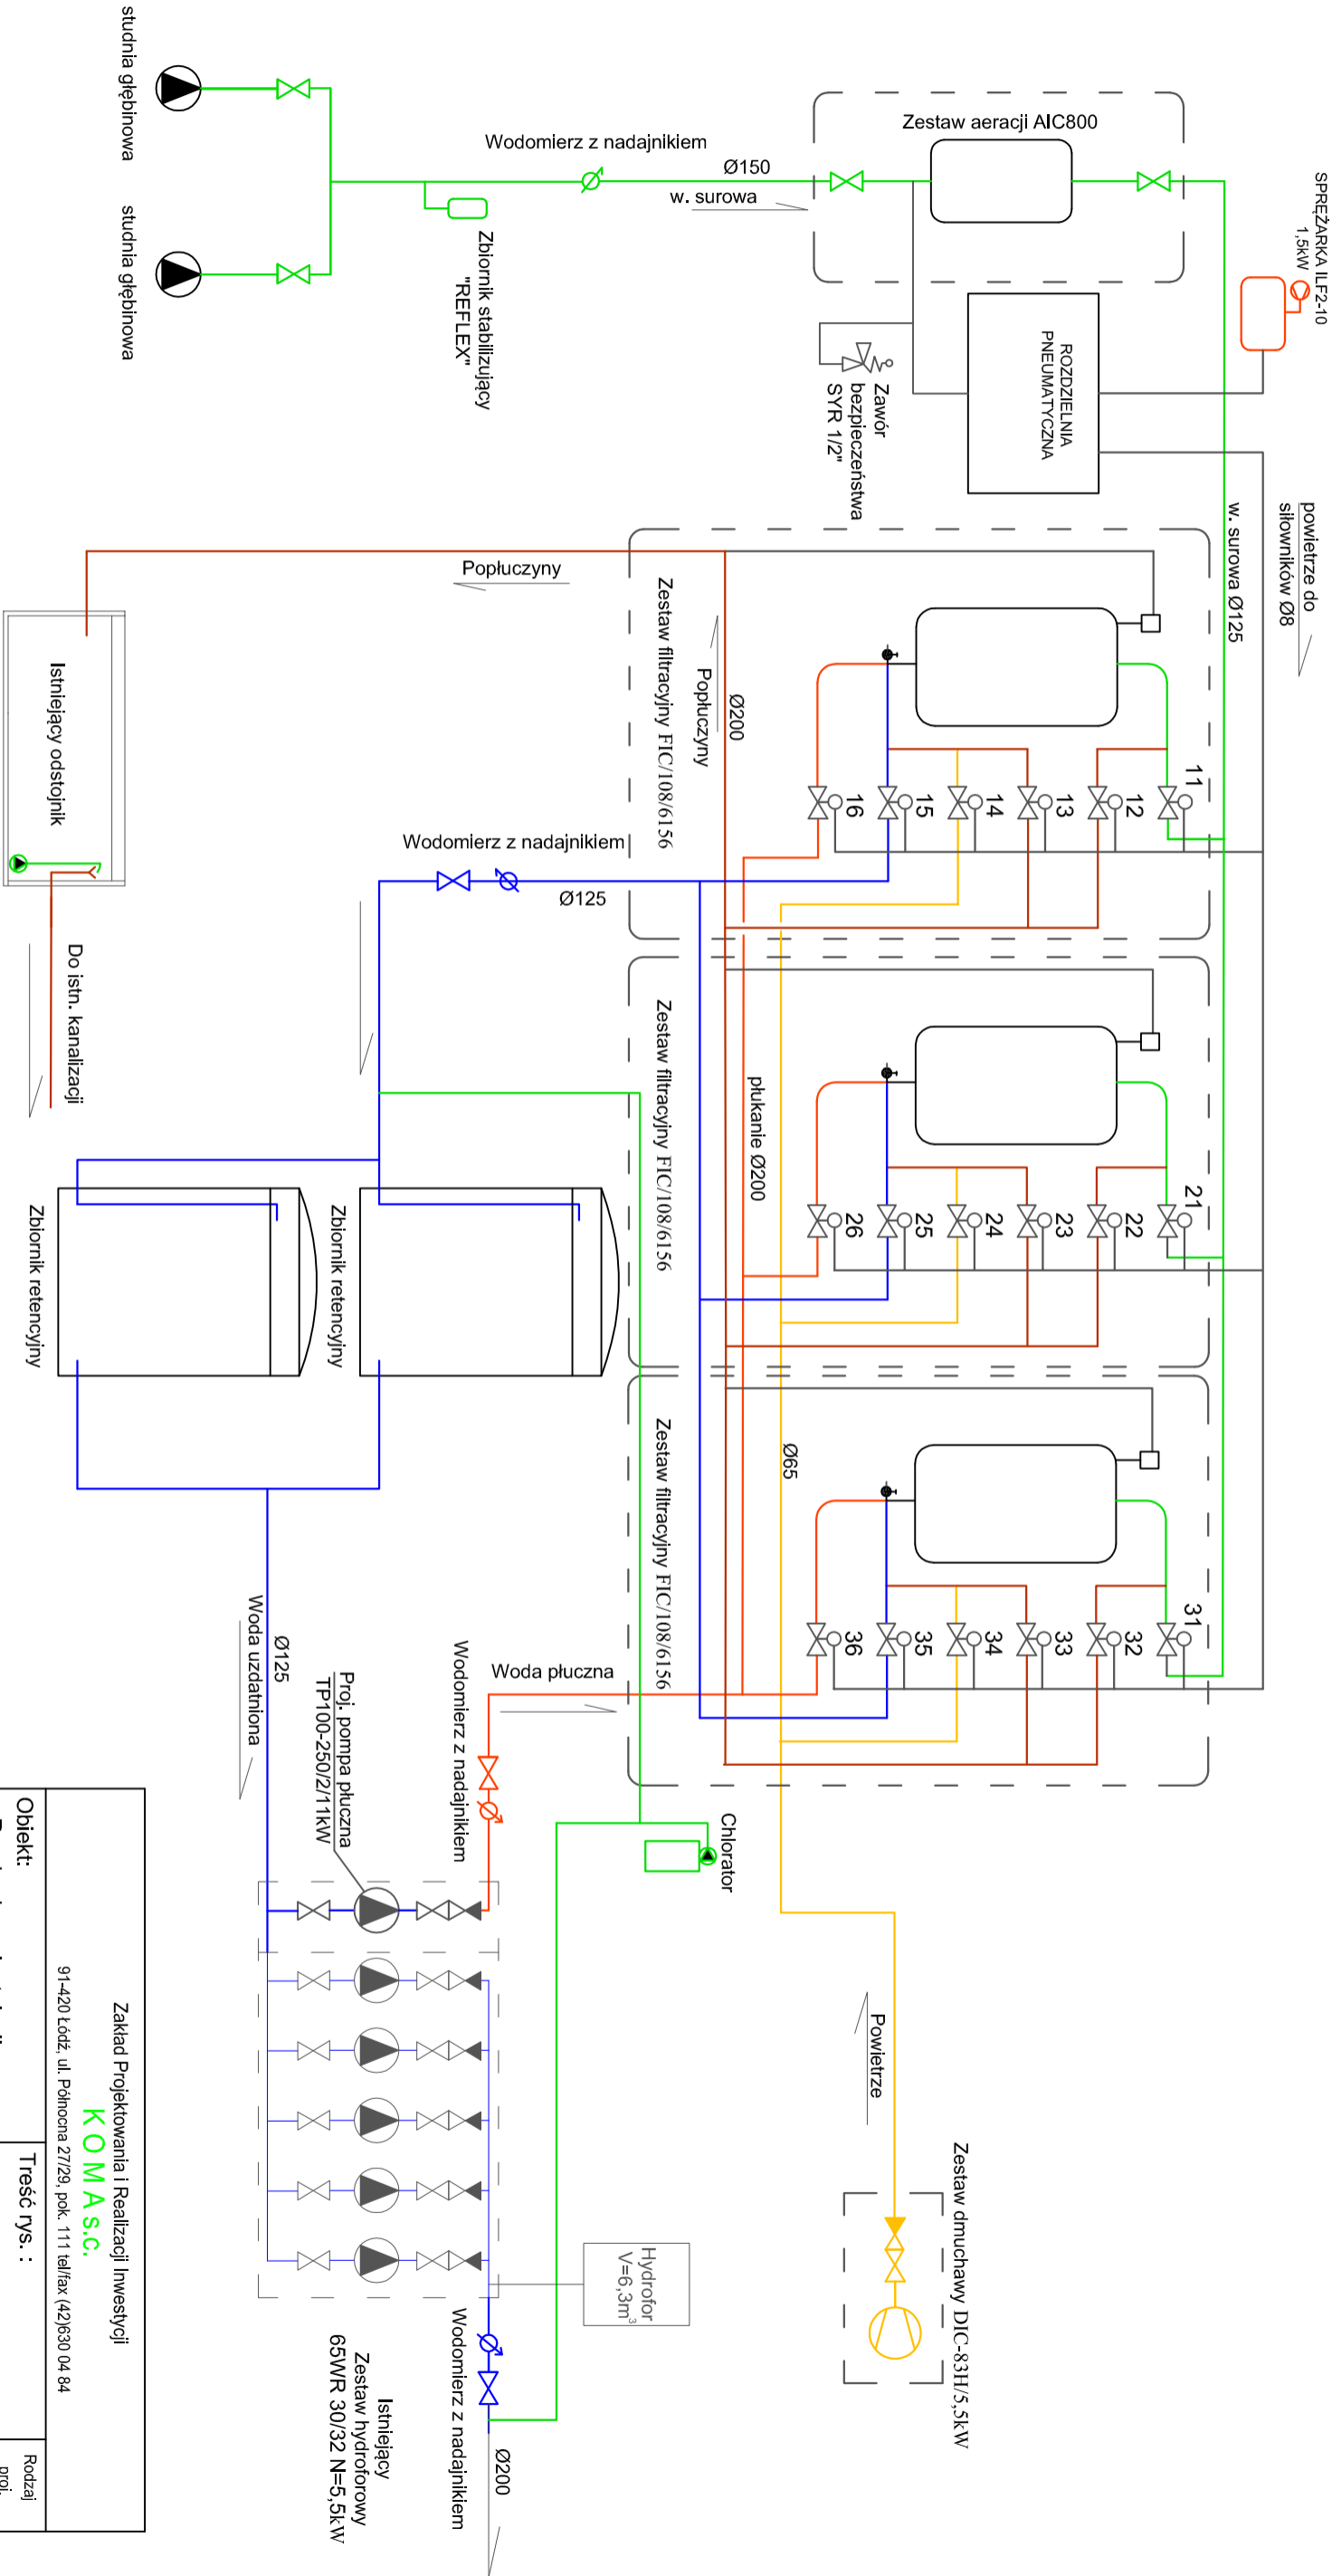 SPRĘŻARKA ILF2-10
1,5kW
Zestaw aeracji AIC800
Wodomierz z nadajnikiem
Ø150
w. surowa
studnia głębinowa
studnia głębinowa
Zbiornik stabilizujący
"REFLEX"
ROZDZIELNIA
PNEUMATYCZNA
Zawór
bezpieczeństwa
SYR 1/2"
powietrze do
siłowników Ø8
w. surowa Ø125
Popłuczyny
Zestaw filtracyjny FIC/108/6156
Popłuczyny
Ø200
11
12
13
14
15
16
Istniejący odstojnik
Do istn. kanalizacji
Wodomierz z nadajnikiem
Ø125
Zestaw filtracyjny FIC/108/6156
płukanie Ø200
21
22
23
24
25
26
Zbiornik retencyjny
Zbiornik retencyjny
Zestaw filtracyjny FIC/108/6156
Ø65
31
32
33
34
35
36
Woda płuczna
Wodomierz z nadajnikiem
Ø125
Woda uzdatniona
Proj. pompa płuczna
TP100-250/2/11kW
Chlorator
Powietrze
Zestaw dmuchawy DIC-83H/5,5kW
Hydrofor
V=6,3m³
Wodomierz z nadajnikiem
Ø200
Istniejący
Zestaw hydroforowy
65WR 30/32 N=5,5kW
Zakład Projektowania i Realizacji Inwestycji
K O M A s.c.
91-420 Łódź, ul. Północna 27/29, pok. 111 tel/fax (42)630 04 84
Obiekt:
Treść rys. :
Rodzaj
proj.